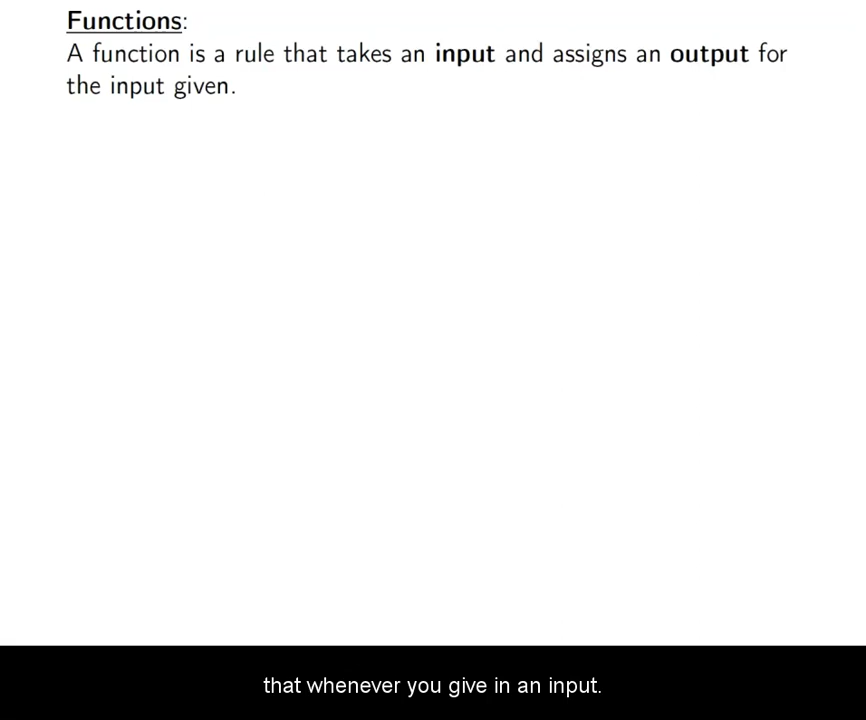 Functions:
A function is a rule that takes an input and assigns an output for
the input given.
that whenever you give in an input.